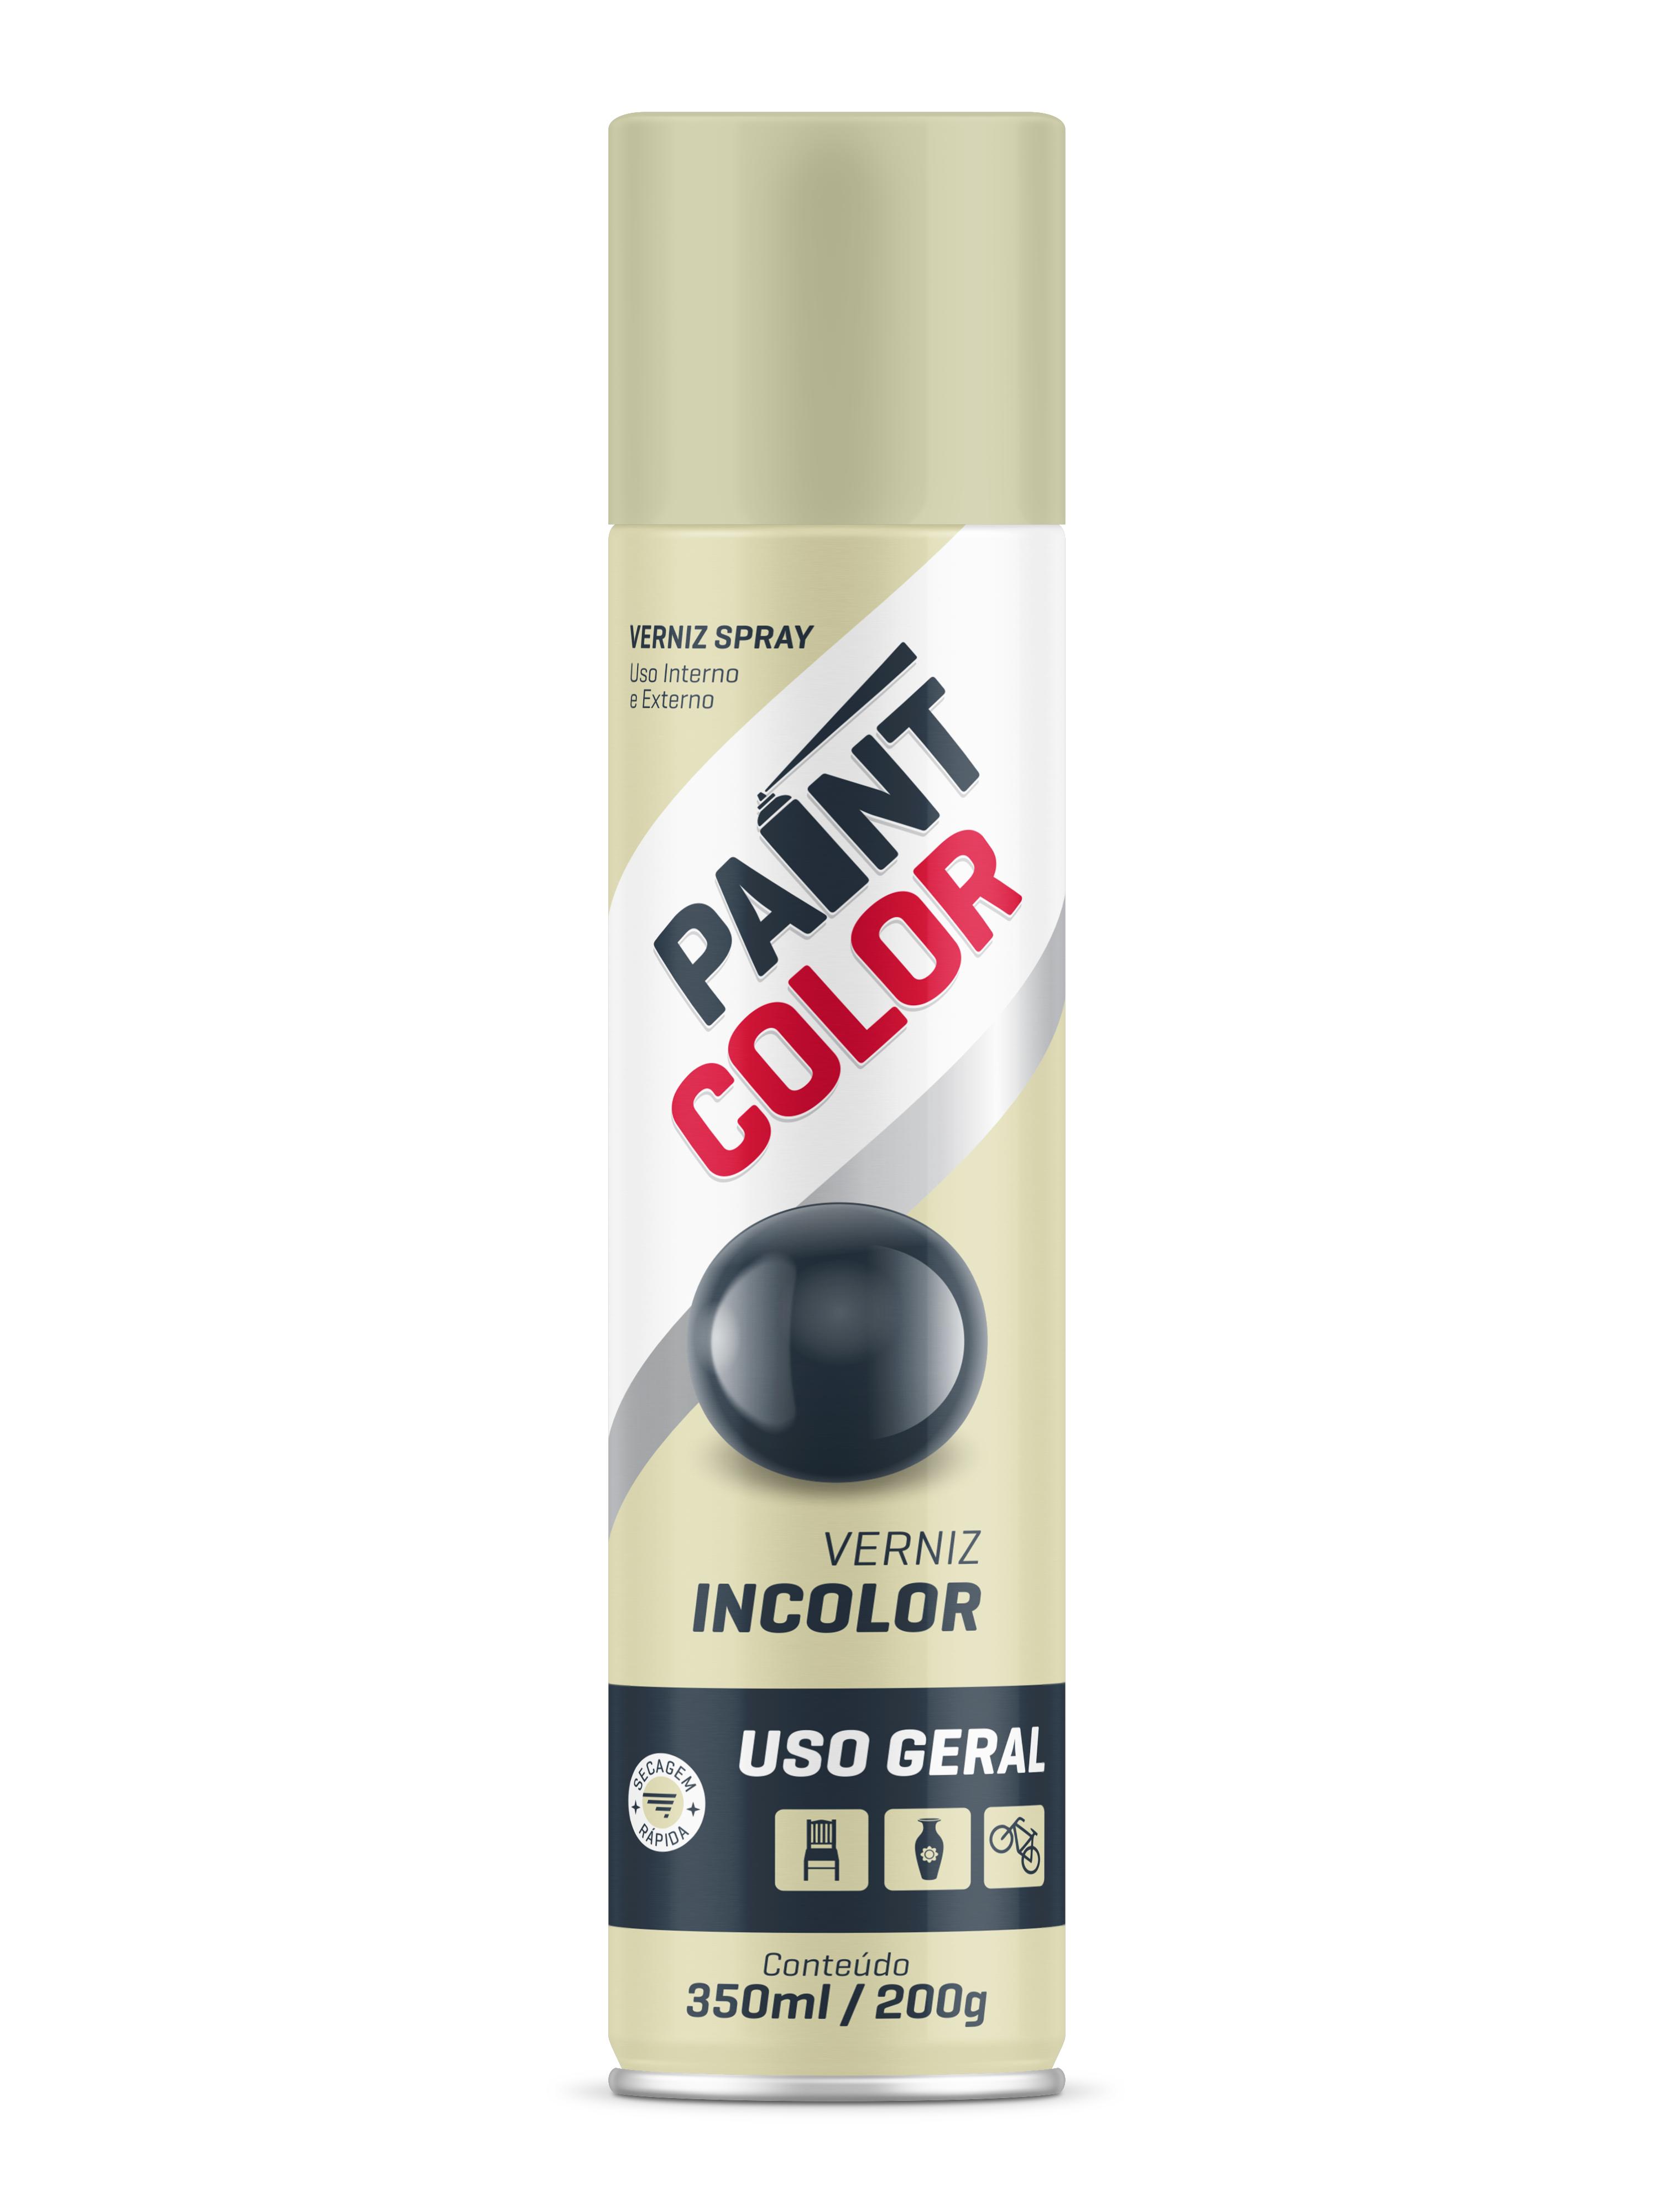 VERNIZ SPRAY
Uso Interno
e Externo
PAINT
COLOR
VERNIZ
INCOLOR
USO GERAL
SECAGEM
RÁPIDA
Conteúdo
350ml / 200g